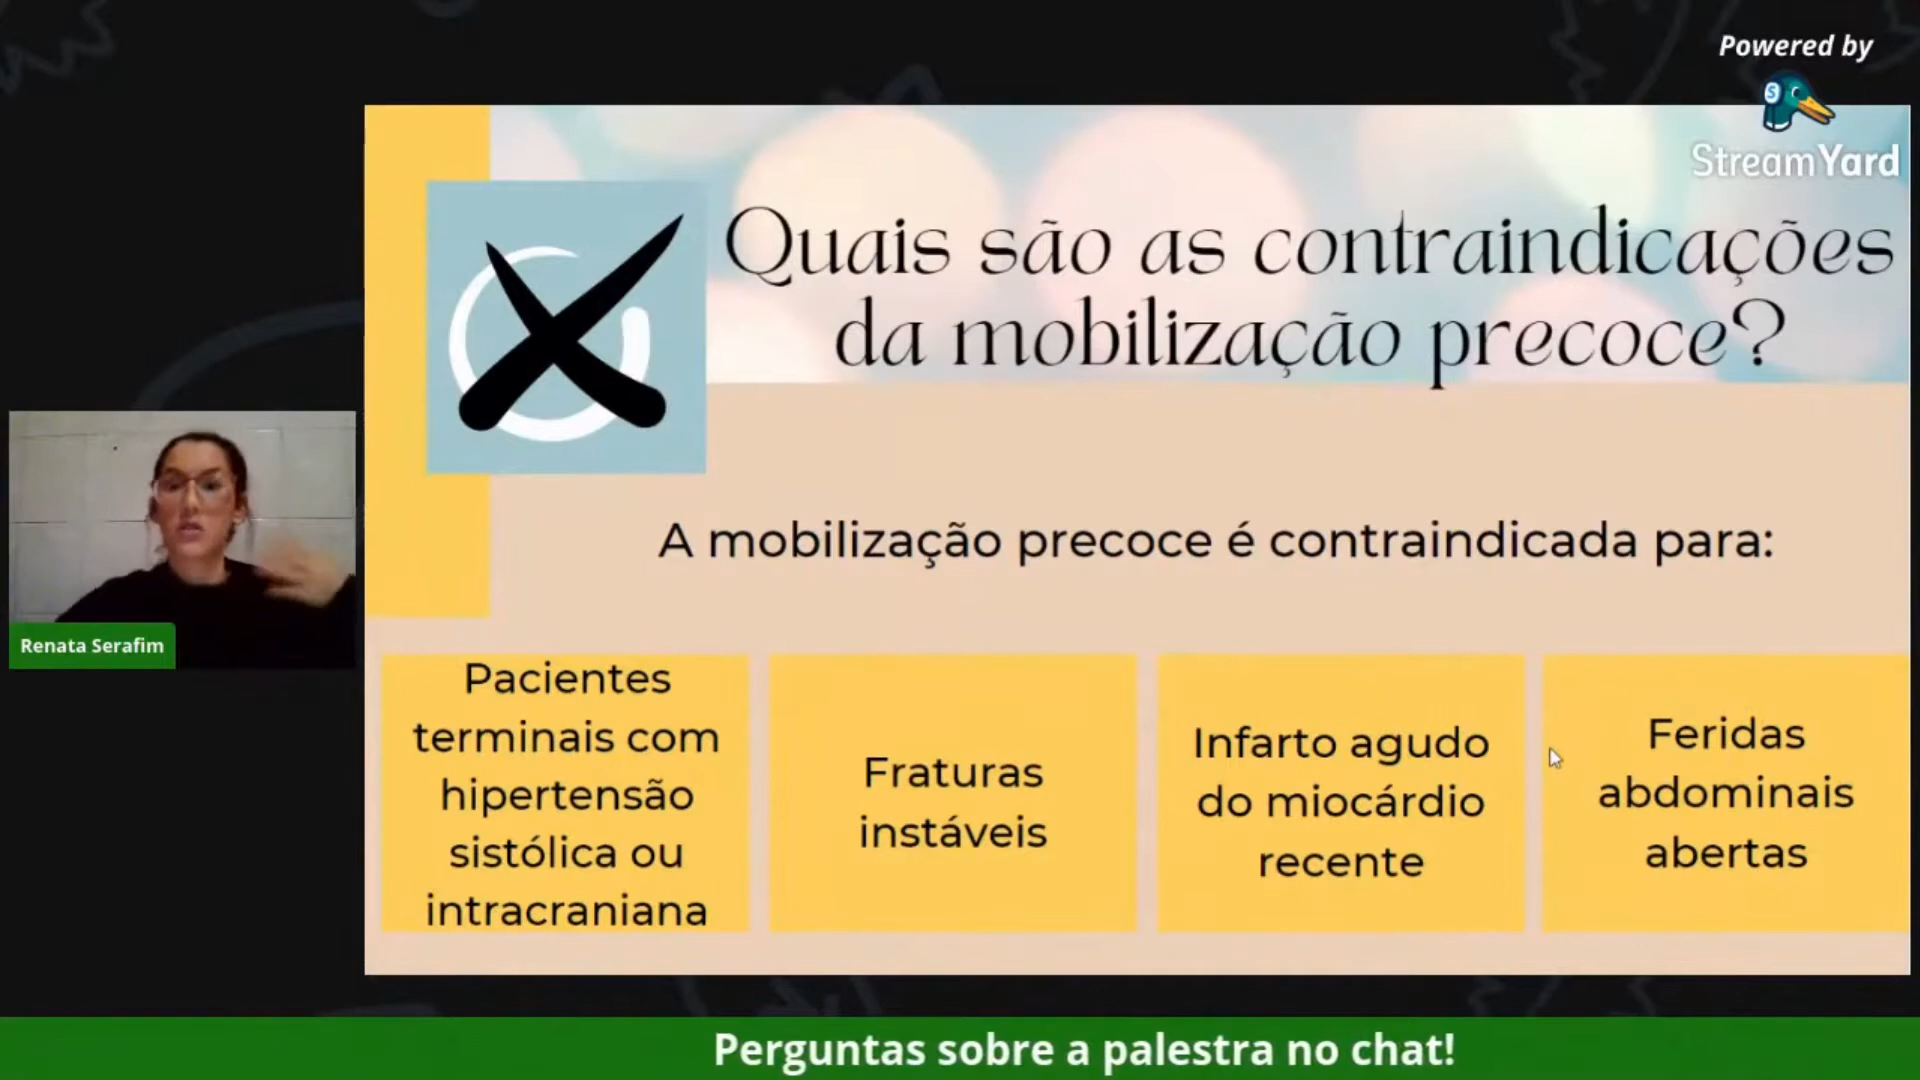 Powered by
StreamYard
Quais são as contraindicações
da mobilização precoce?
A mobilização precoce é contraindicada para:
Pacientes
terminais com
hipertensão
sistólica ou
intracraniana
Fraturas
instáveis
Infarto agudo
do miocárdio
recente
Feridas
abdominais
abertas
Renata Serafim
Perguntas sobre a palestra no chat!